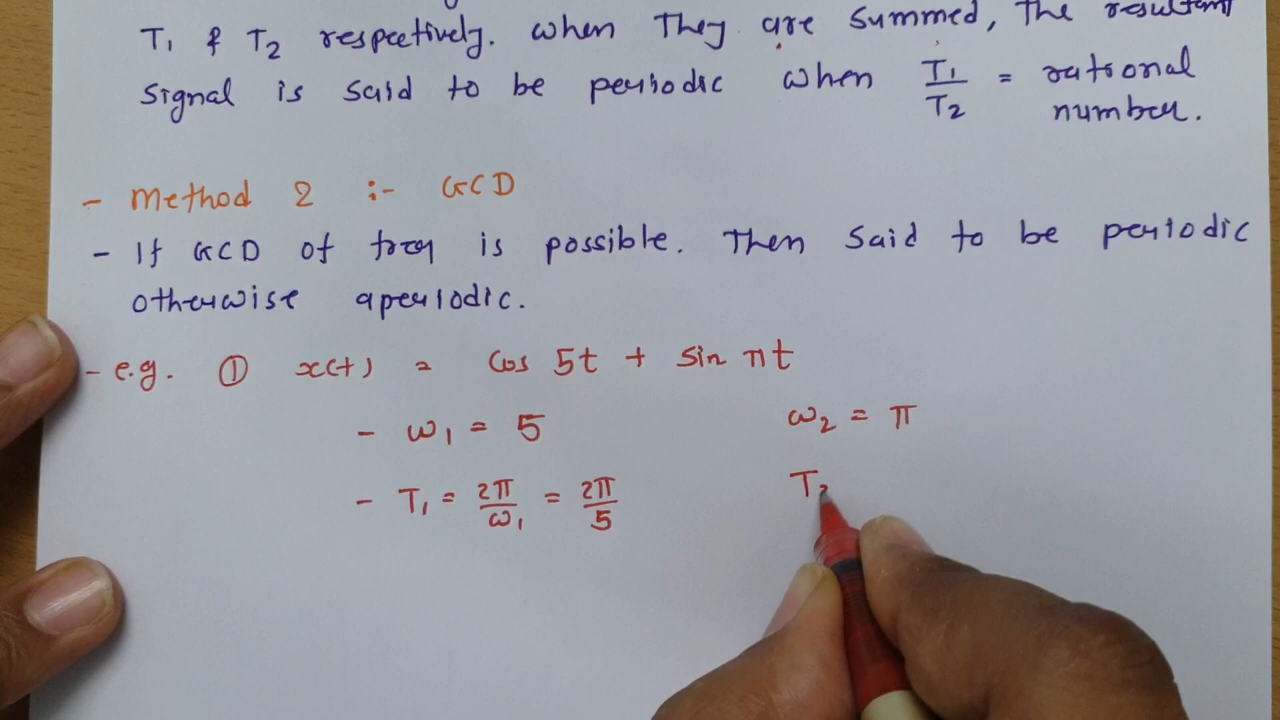 T₁ & T₂ respectively. when They are summed, The resultant
signal is said to be periodic when T₁/T₂ = rational number.
- Method 2 :- GCD
- If GCD of freq is possible. Then said to be periodic
otherwise aperiodic.
- e.g. ① x(t) = cos 5t + sin πt
- ω₁ = 5 ω₂ = π
- T₁ = 2π/ω₁ = 2π/5 T₂